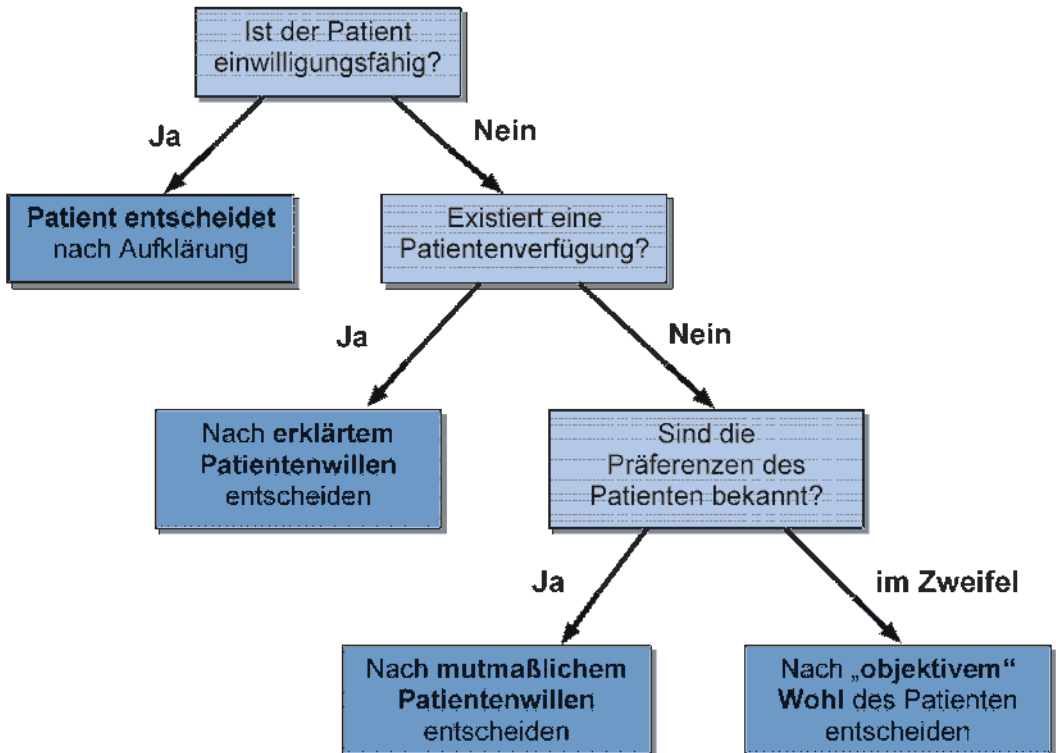 Ist der Patient
einwilligungsfähig?
Ja
Nein
Patient entscheidet
nach Aufklärung
Existiert eine
Patientenverfügung?
Ja
Nein
Nach erklärtem
Patientenwillen
entscheiden
Sind die
Präferenzen des
Patienten bekannt?
Ja
im Zweifel
Nach mutmaßlichem
Patientenwillen
entscheiden
Nach „objektivem“
Wohl des Patienten
entscheiden